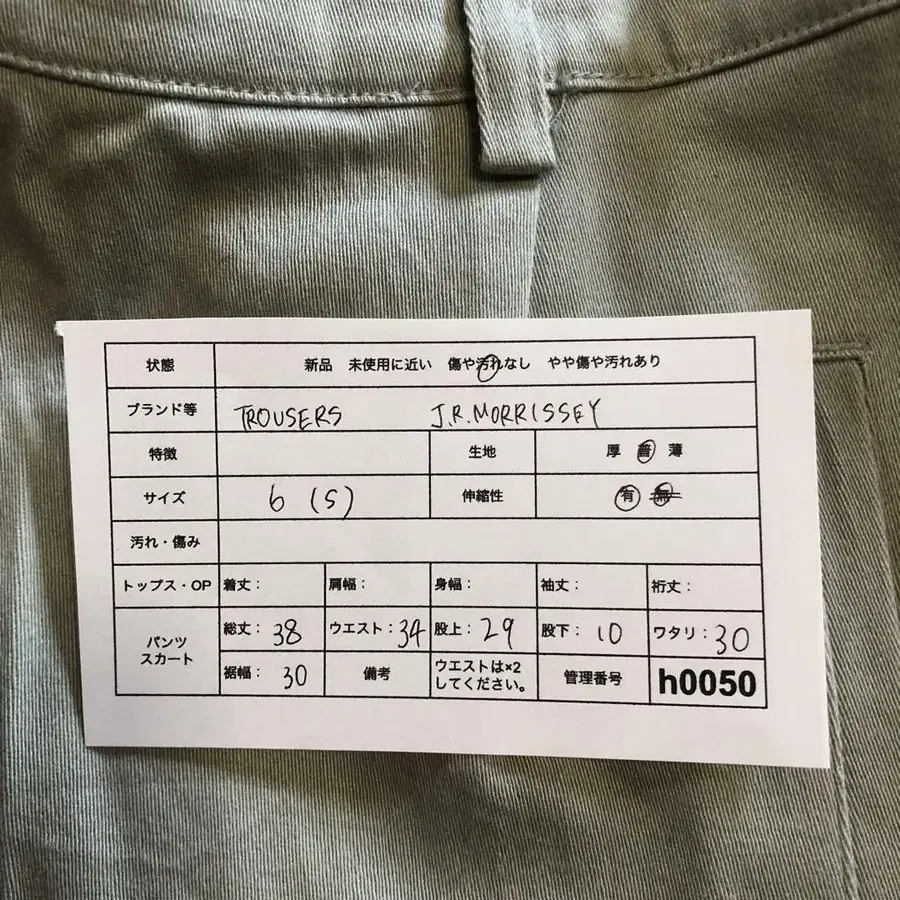 状態 新品 未使用に近い 傷や汚れなし やや傷や汚れあり
ブランド等 TROUSERS J.R.MORRISSEY
特徴 生地 厚 普 薄
サイズ 6 (S) 伸縮性 有 無
汚れ・傷み
トップス・OP 着丈： 肩幅： 身幅： 袖丈： 裄丈：
パンツ
スカート
総丈：38 ウエスト：34 股上：29 股下：10 ワタリ：30
裾幅：30 備考 ウエストは×2
してください。 管理番号 h0050